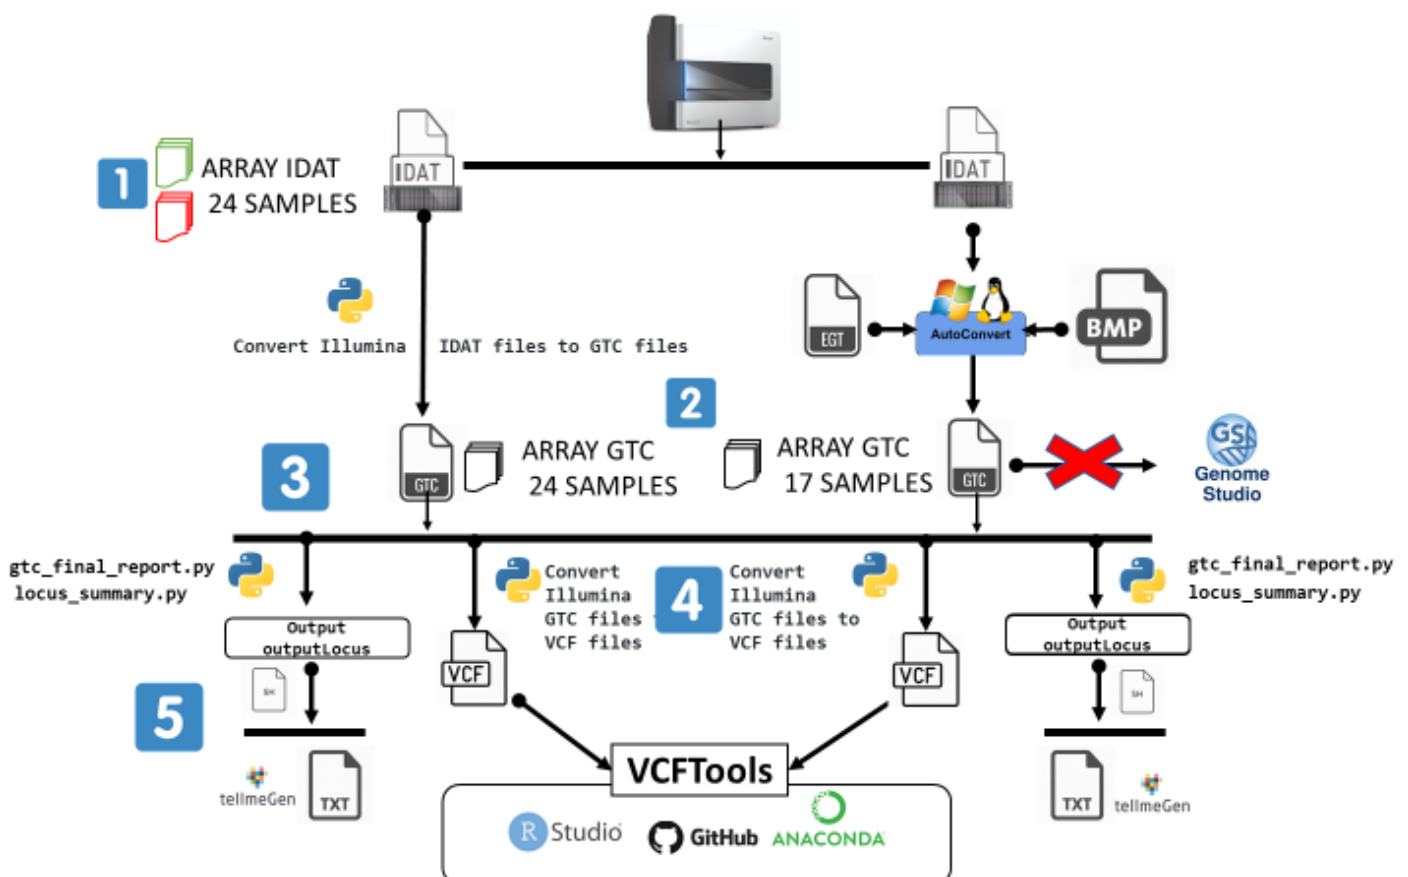 IDAT
IDAT
1
ARRAY IDAT
24 SAMPLES
EGT
AutoConvert
BMP
Convert Illumina IDAT files to GTC files
2
3
GTC
ARRAY GTC
24 SAMPLES
ARRAY GTC
17 SAMPLES
GTC
GS
Genome
Studio
gtc_final_report.py
locus_summary.py
Convert
Illumina
GTC files
VCF files
4
Convert
Illumina
GTC files to
VCF files
gtc_final_report.py
locus_summary.py
Output
outputLocus
VCF
VCF
Output
outputLocus
SH
SH
5
tellmeGen
TXT
VCFTools
TXT
tellmeGen
R Studio
GitHub
ANACONDA